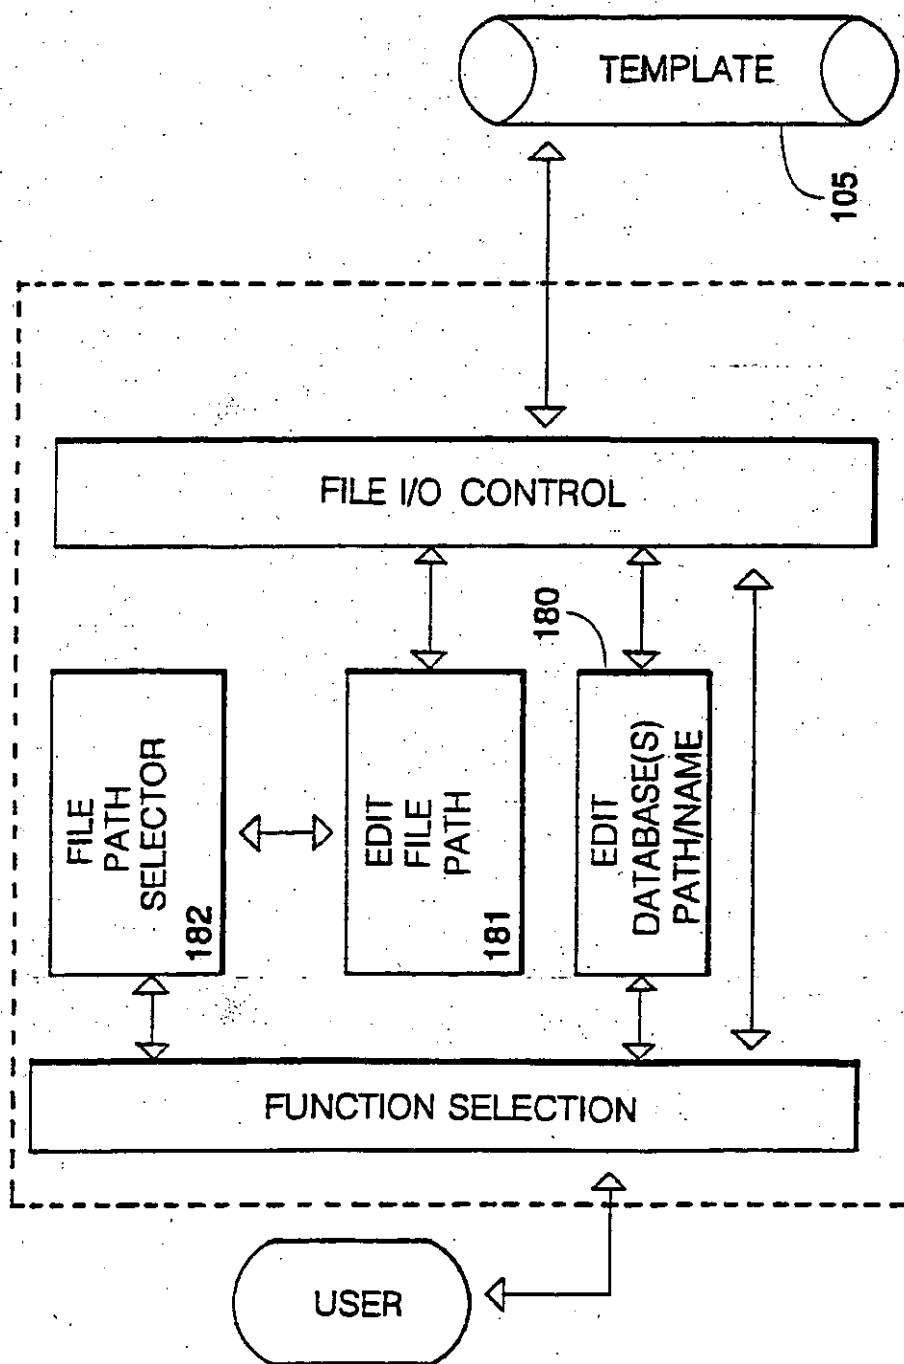 TEMPLATE
105
FILE I/O CONTROL
180
FILE
PATH
SELECTOR
182
EDIT
FILE
PATH
181
EDIT
DATABASE(S)
PATH/NAME
FUNCTION SELECTION
USER